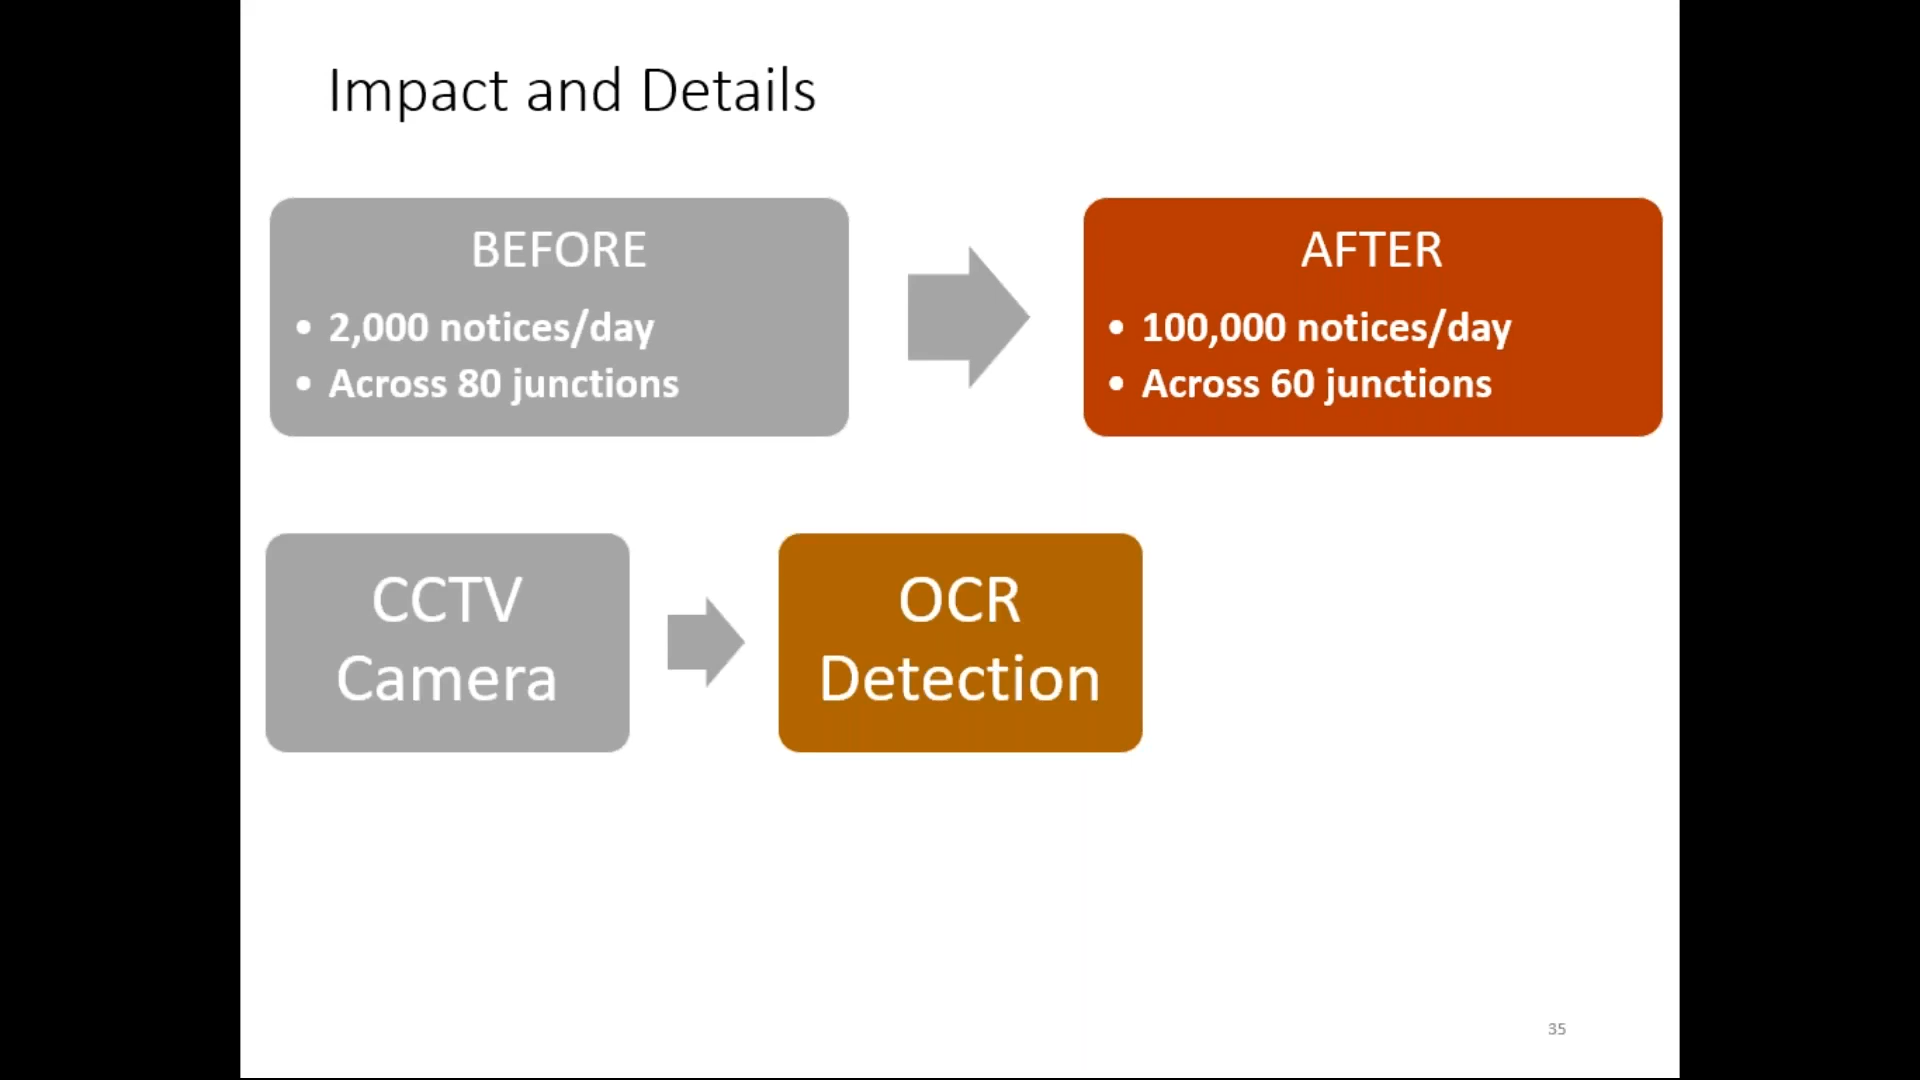 Impact and Details
BEFORE
• 2,000 notices/day
• Across 80 junctions
AFTER
• 100,000 notices/day
• Across 60 junctions
CCTV
Camera
OCR
Detection
35